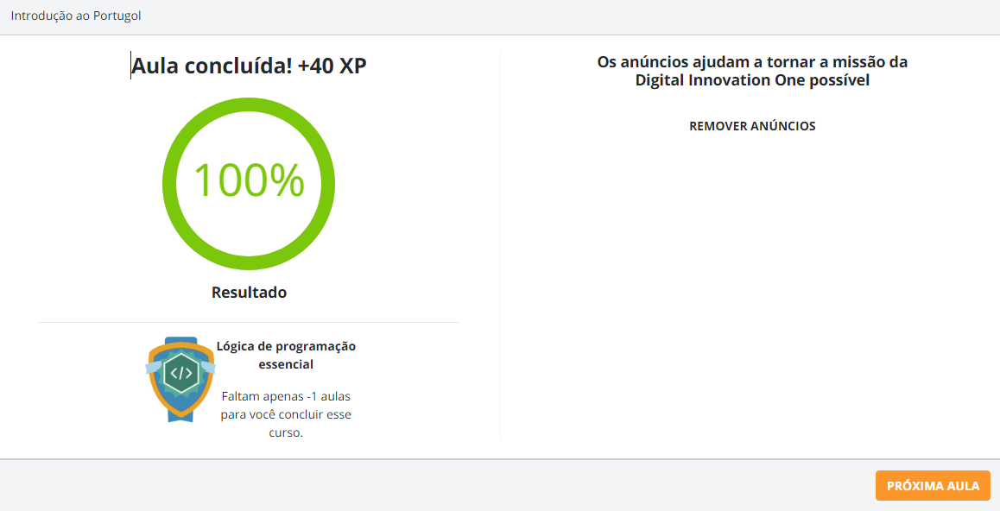 Introdução ao Portugol
Aula concluída! +40 XP
100%
Resultado
</>
Lógica de programação
essencial
Faltam apenas -1 aulas
para você concluir esse
curso.
Os anúncios ajudam a tornar a missão da
Digital Innovation One possível
REMOVER ANÚNCIOS
PRÓXIMA AULA